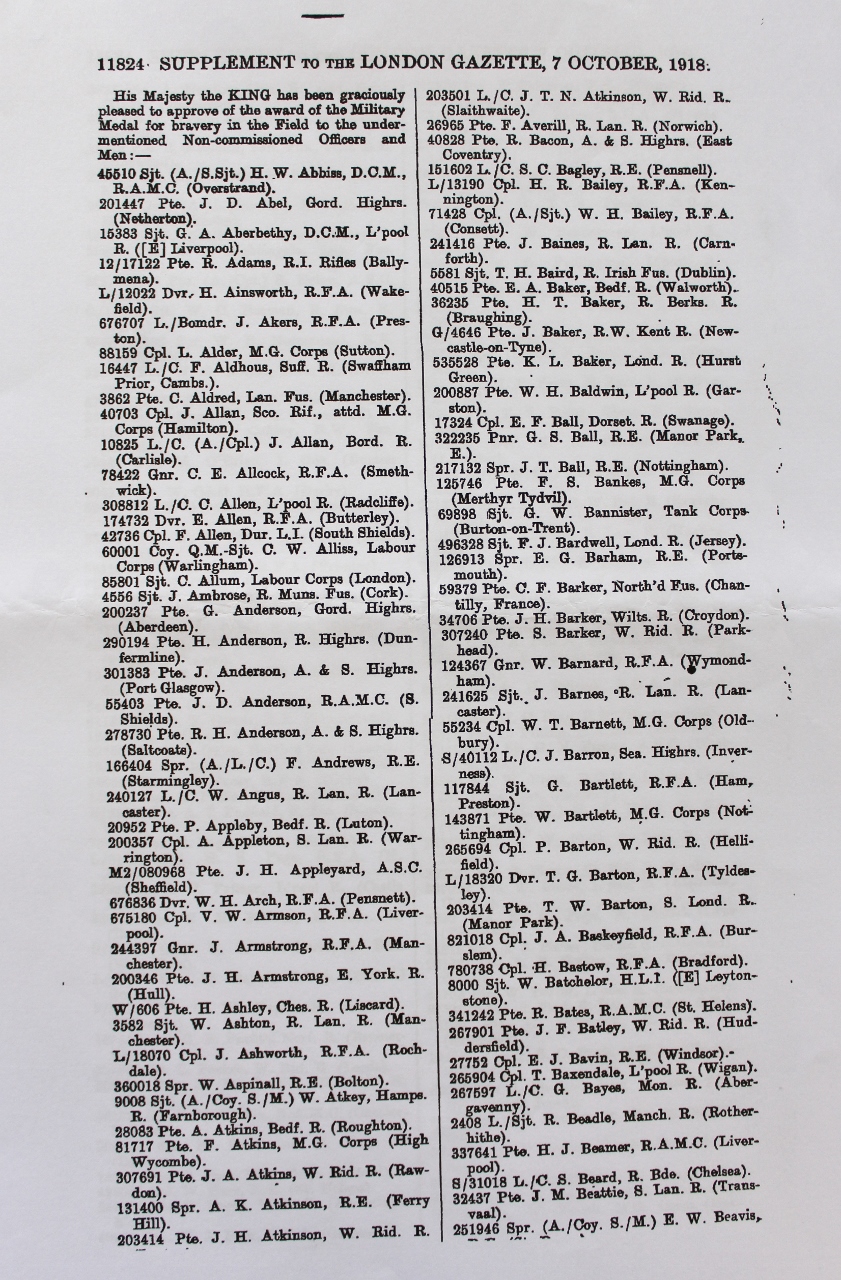 11824 SUPPLEMENT TO THE LONDON GAZETTE, 7 OCTOBER, 1918.
His Majesty the KING has been graciously
pleased to approve of the award of the Military
Medal for bravery in the Field to the under-
mentioned Non-commissioned Officers and
Men:—
45510 Sjt. (A./S.Sjt.) H. W. Abbiss, D.C.M.,
R.A.M.C. (Overstrand).
201447 Pte. J. D. Abel, Gord. Highrs.
(Netherton).
15383 Sjt. G. A. Aberbethy, D.C.M., L'pool
R. ([E] Liverpool).
12/17122 Pte. R. Adams, R.I. Rifles (Bally-
mena).
L/12022 Dvr. H. Ainsworth, R.F.A. (Wake-
field).
676707 L./Bomdr. J. Akers, R.F.A. (Pres-
ton).
88159 Cpl. L. Alder, M.G. Corps (Sutton).
16447 L./C. F. Aldhous, Suff. R. (Swaffham
Prior, Cambs.).
3862 Pte. C. Aldred, Lan. Fus. (Manchester).
40703 Cpl. J. Allan, Sco. Rif., attd. M.G.
Corps (Hamilton).
10825 L./C. (A./Cpl.) J. Allan, Bord. R.
(Carlisle).
78422 Gnr. C. E. Allcock, R.F.A. (Smeth-
wick).
308812 L./C. C. Allen, L'pool R. (Radcliffe).
174732 Dvr. E. Allen, R.F.A. (Butterley).
42736 Cpl. F. Allen, Dur. L.I. (South Shields).
60001 Coy. Q.M.-Sjt. C. W. Alliss, Labour
Corps (Warlingham).
85801 Sjt. C. Allum, Labour Corps (London).
4556 Sjt. J. Ambrose, R. Muns. Fus. (Cork).
200237 Pte. G. Anderson, Gord. Highrs.
(Aberdeen).
290194 Pte. H. Anderson, R. Highrs. (Dun-
fermline).
301383 Pte. J. Anderson, A. & S. Highrs.
(Port Glasgow).
55403 Pte. J. D. Anderson, R.A.M.C. (S.
Shields).
278730 Pte. R. H. Anderson, A. & S. Highrs.
(Saltcoats).
166404 Spr. (A./L./C.) F. Andrews, R.E.
(Starmingley).
240127 L./C. W. Angus, R. Lan. R. (Lan-
caster).
20952 Pte. P. Appleby, Bedf. R. (Luton).
200357 Cpl. A. Appleton, S. Lan. R. (War-
rington).
M2/080968 Pte. J. H. Appleyard, A.S.C.
(Sheffield).
676836 Dvr. W. H. Arch, R.F.A. (Pensnett).
675180 Cpl. V. W. Armson, R.F.A. (Liver-
pool).
244397 Gnr. J. Armstrong, R.F.A. (Man-
chester).
200346 Pte. J. H. Armstrong, E. York. R.
(Hull).
W/606 Pte. H. Ashley, Ches. R. (Liscard).
3582 Sjt. W. Ashton, R. Lan. R. (Man-
chester).
L/18070 Cpl. J. Ashworth, R.F.A. (Roch-
dale).
360018 Spr. W. Aspinall, R.E. (Bolton).
9008 Sjt. (A./Coy. S./M.) W. Atkey, Hamps.
R. (Farnborough).
28083 Pte. A. Atkins, Bedf. R. (Roughton).
81717 Pte. F. Atkins, M.G. Corps (High
Wycombe).
307691 Pte. J. A. Atkins, W. Rid. R. (Raw-
don).
131400 Spr. A. K. Atkinson, R.E. (Ferry
Hill).
203414 Pte. J. H. Atkinson, W. Rid. R.
203501 L./C. J. T. N. Atkinson, W. Rid. R.
(Slaithwaite).
26965 Pte. F. Averill, R. Lan. R. (Norwich).
40828 Pte. R. Bacon, A. & S. Highrs. (East
Coventry).
151602 L./C. S. C. Bagley, R.E. (Pensnell).
L/13190 Cpl. H. R. Bailey, R.F.A. (Ken-
nington).
71428 Cpl. (A./Sjt.) W. H. Bailey, R.F.A.
(Consett).
241416 Pte. J. Baines, R. Lan. R. (Carn-
forth).
5581 Sjt. T. H. Baird, R. Irish Fus. (Dublin).
40515 Pte. E. A. Baker, Bedf. R. (Walworth).
36235 Pte. H. T. Baker, R. Berks. R.
(Braughing).
G/4646 Pte. J. Baker, R.W. Kent R. (New-
castle-on-Tyne).
535528 Pte. K. L. Baker, Lond. R. (Hurst
Green).
200887 Pte. W. H. Baldwin, L'pool R. (Gar-
ston).
17324 Cpl. E. F. Ball, Dorset. R. (Swanage).
322235 Pnr. G. S. Ball, R.E. (Manor Park,
E.).
217132 Spr. J. T. Ball, R.E. (Nottingham).
125746 Pte. F. S. Bankes, M.G. Corps
(Merthyr Tydvil).
69898 Sjt. G. W. Bannister, Tank Corps
(Burton-on-Trent).
496328 Sjt. F. J. Bardwell, Lond. R. (Jersey).
126913 Spr. E. G. Barham, R.E. (Ports-
mouth).
59379 Pte. C. F. Barker, North'd Fus. (Chan-
tilly, France).
34706 Pte. J. H. Barker, Wilts. R. (Croydon).
307240 Pte. S. Barker, W. Rid. R. (Park-
head).
124367 Gnr. W. Barnard, R.F.A. (Wymond-
ham).
241625 Sjt. J. Barnes, R. Lan. R. (Lan-
caster).
55234 Cpl. W. T. Barnett, M.G. Corps (Old-
bury).
S/40112 L./C. J. Barron, Sea. Highrs. (Inver-
ness).
117844 Sjt. G. Bartlett, R.F.A. (Ham,
Preston).
143871 Pte. W. Bartlett, M.G. Corps (Not-
tingham).
265694 Cpl. P. Barton, W. Rid. R. (Helli-
field).
L/18320 Dvr. T. G. Barton, R.F.A. (Tyldes-
ley).
203414 Pte. T. W. Barton, S. Lond. R.
(Manor Park).
821018 Cpl. J. A. Baskeyfield, R.F.A. (Bur-
slem).
780738 Cpl. H. Bastow, R.F.A. (Bradford).
8000 Sjt. W. Batchelor, H.L.I. ([E] Leyton-
stone).
341242 Pte. R. Bates, R.A.M.C. (St. Helens).
267901 Pte. J. F. Batley, W. Rid. R. (Hud-
dersfield).
27752 Cpl. E. J. Bavin, R.E. (Windsor).
265904 Cpl. T. Baxendale, L'pool R. (Wigan).
267597 L./C. G. Bayes, Mon. R. (Aber-
gavenny).
2408 L./Sjt. R. Beadle, Manch. R. (Rother-
hithe).
337641 Pte. H. J. Beamer, R.A.M.C. (Liver-
pool).
S/31018 L./C. S. Beard, R. Bde. (Chelsea).
32437 Pte. J. M. Beattie, S. Lan. R. (Trans-
vaal).
251946 Spr. (A./Coy. S./M.) E. W. Beavis,